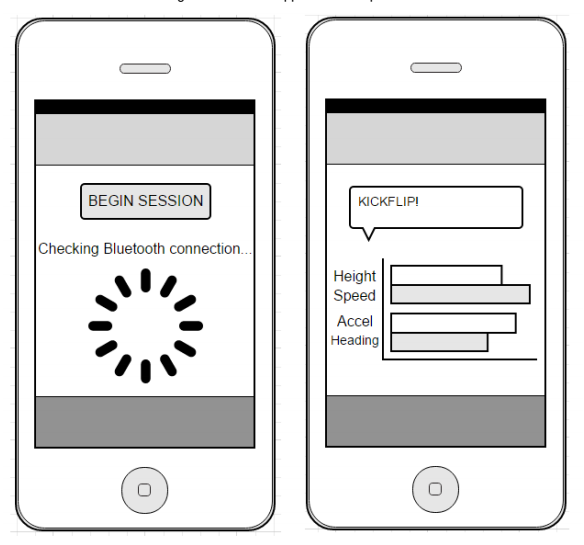 BEGIN SESSION
Checking Bluetooth connection...
KICKFLIP!
Height
Speed
Accel
Heading